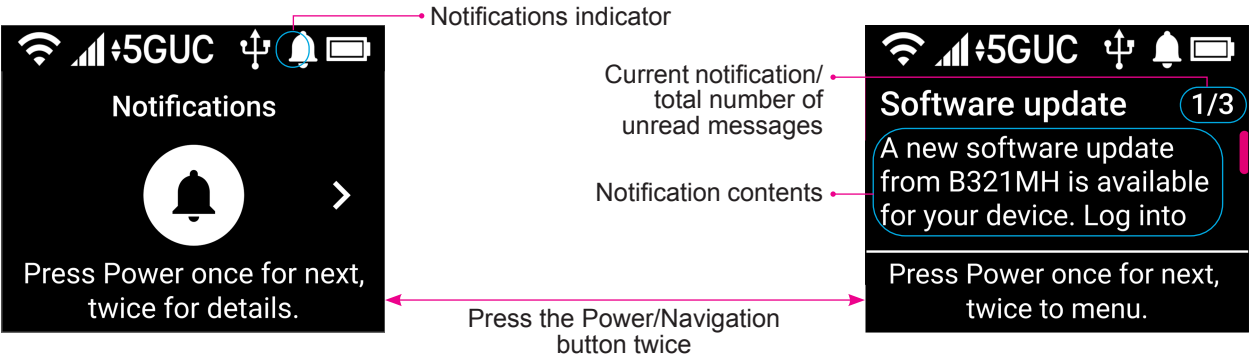 Notifications indicator
5GUC
Notifications
Press Power once for next,
twice for details.
Current notification/
total number of
unread messages
Notification contents
Press the Power/Navigation
button twice
5GUC
Software update 1/3
A new software update
from B321MH is available
for your device. Log into
Press Power once for next,
twice to menu.